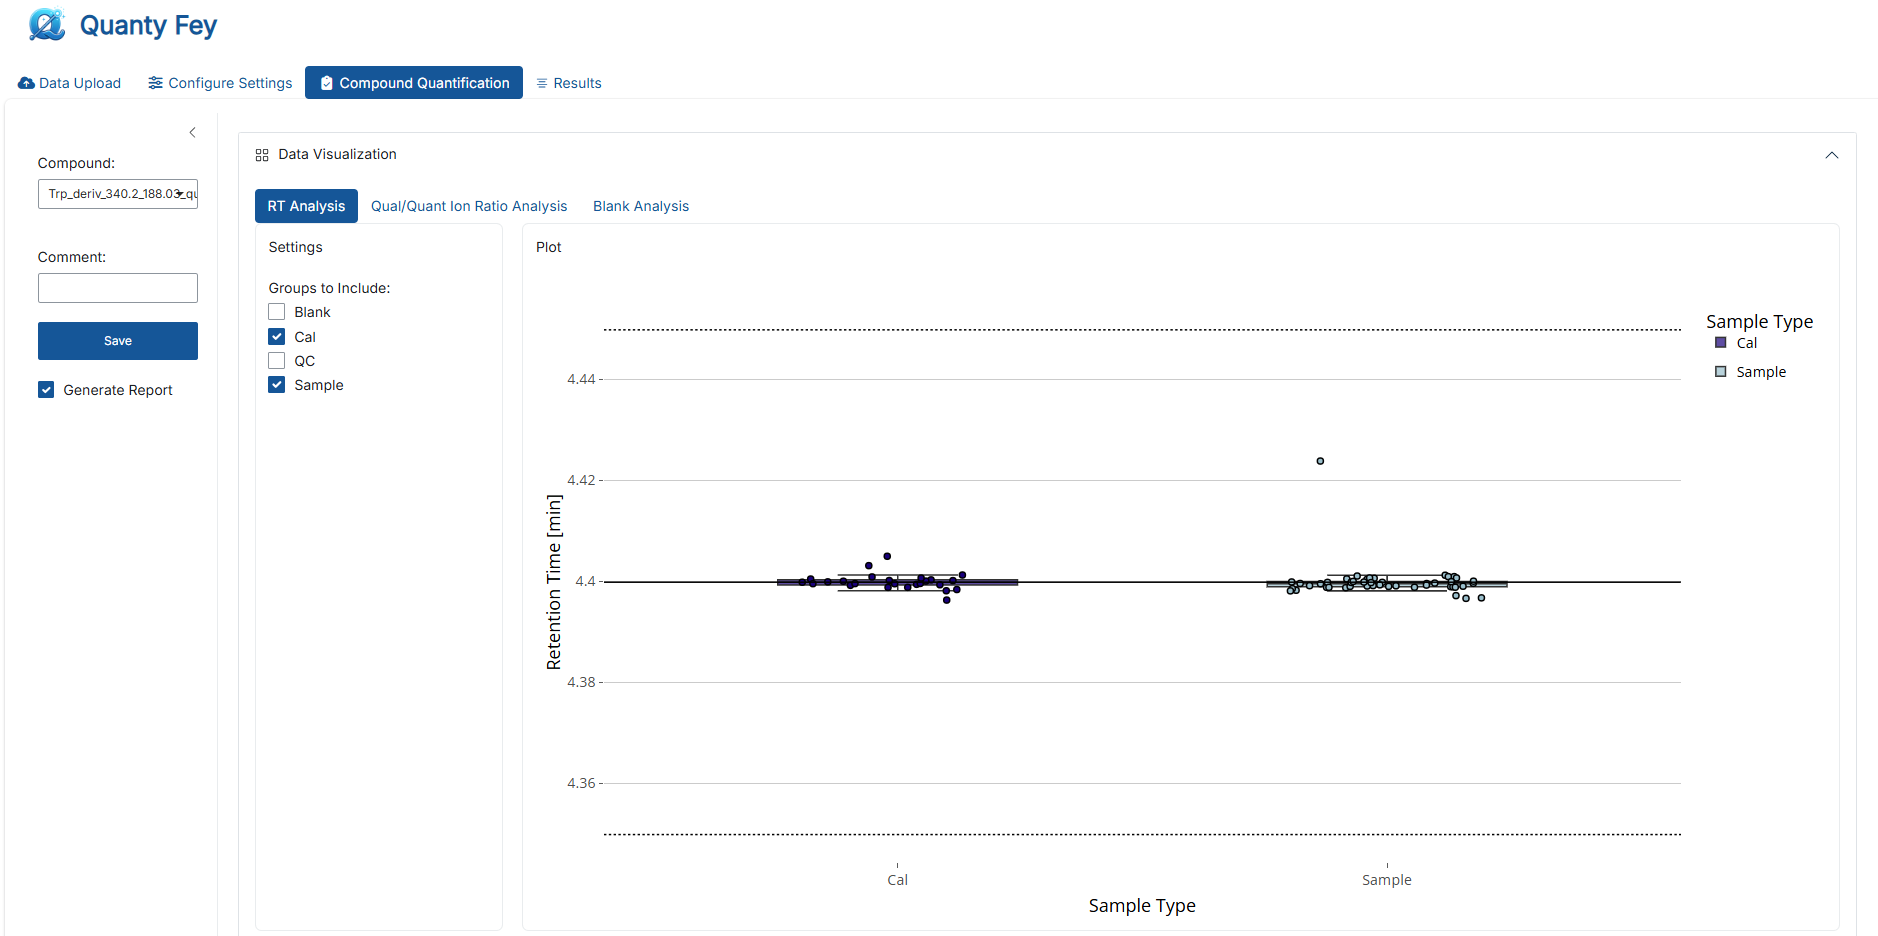 Quanty Fey
Data Upload
Configure Settings
Compound Quantification
Results
Compound:
Trp_deriv_340.2_188.03_qu
Comment:
Save
Generate Report
Data Visualization
RT Analysis
Qual/Quant Ion Ratio Analysis
Blank Analysis
Settings
Groups to Include:
Blank
Cal
QC
Sample
Plot
Retention Time [min]
4.44
4.42
4.4
4.38
4.36
Cal
Sample
Sample Type
Sample Type
Cal
Sample